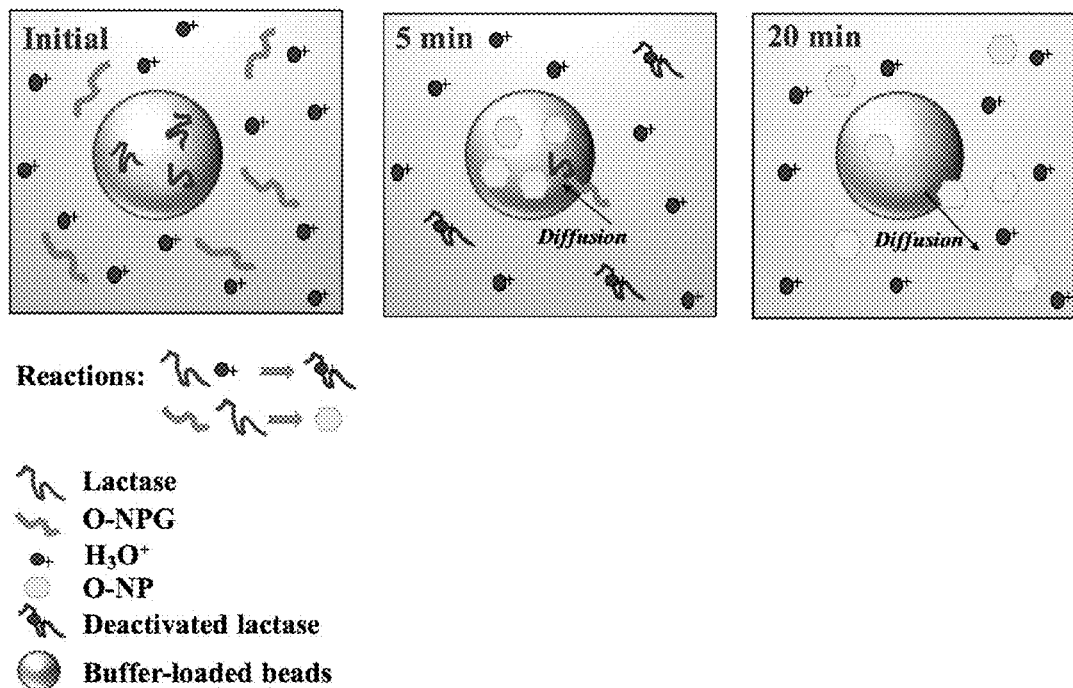 Initial
5 min
20 min
Diffusion
Diffusion
Reactions:
Lactase
O-NPG
H₃O⁺
O-NP
Deactivated lactase
Buffer-loaded beads